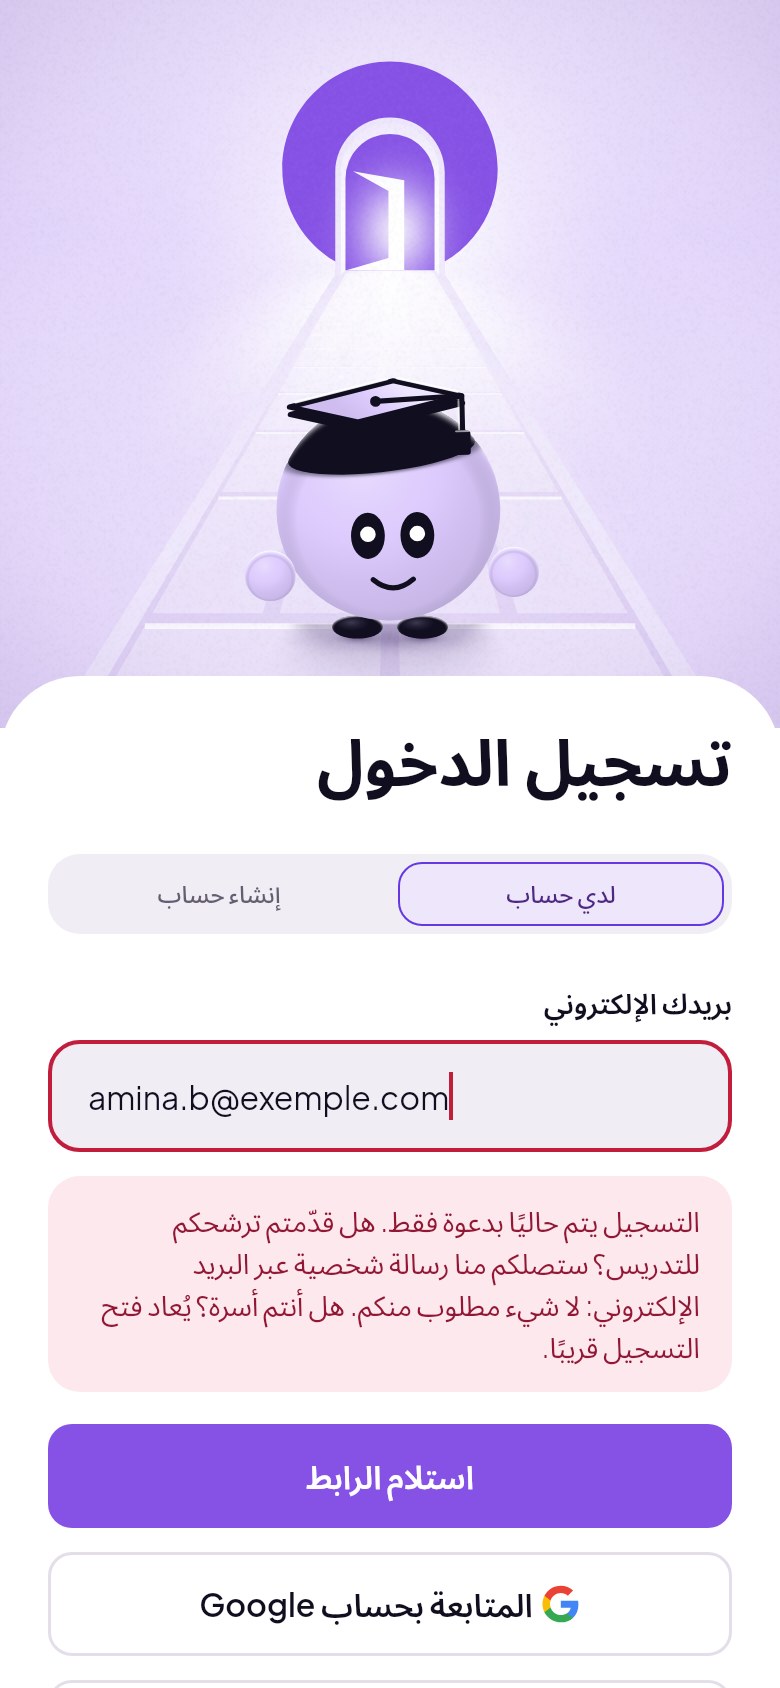 تسجيل الدخول
لدي حساب
إنشاء حساب
بريدك الإلكتروني
amina.b@exemple.com
التسجيل يتم حاليًا بدعوة فقط. هل قدّمتم ترشحكم
للتدريس؟ ستصلكم منا رسالة شخصية عبر البريد
الإلكتروني: لا شيء مطلوب منكم. هل أنتم أسرة؟ يُعاد فتح
التسجيل قريبًا.
استلام الرابط
المتابعة بحساب Google